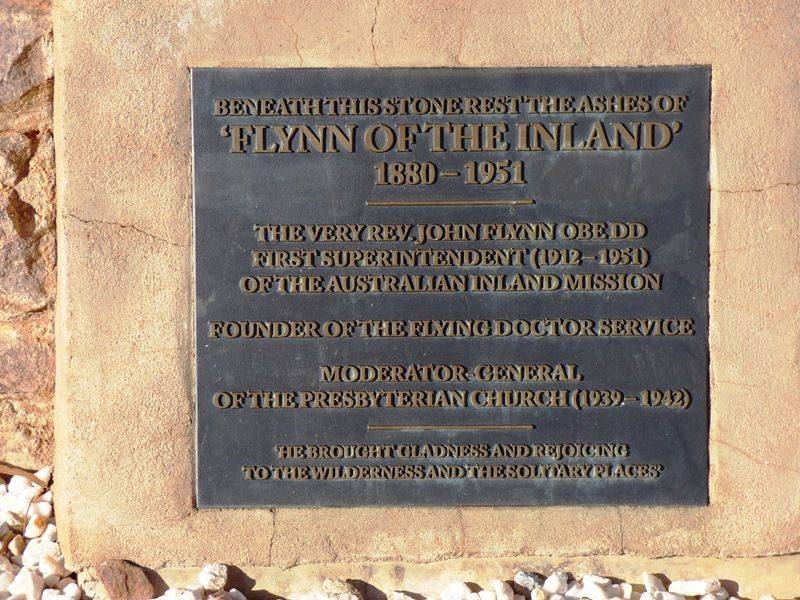 BENEATH THIS STONE REST THE ASHES OF
'FLYNN OF THE INLAND'
1880 – 1951
THE VERY REV. JOHN FLYNN OBE DD
FIRST SUPERINTENDENT (1912 – 1951)
OF THE AUSTRALIAN INLAND MISSION
FOUNDER OF THE FLYING DOCTOR SERVICE
MODERATOR-GENERAL
OF THE PRESBYTERIAN CHURCH (1939 – 1942)
'HE BROUGHT GLADNESS AND REJOICING
TO THE WILDERNESS AND THE SOLITARY PLACES'